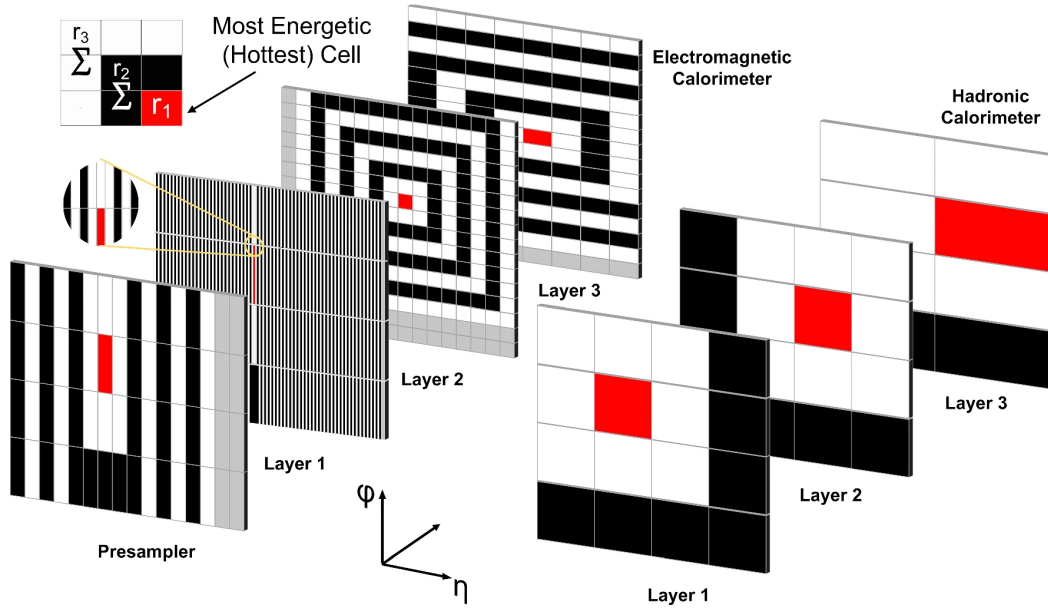 r3
Σ
r2
Σ
r1
Most Energetic
(Hottest) Cell
Electromagnetic
Calorimeter
Hadronic
Calorimeter
Layer 3
Layer 2
Layer 1
Presampler
Layer 3
Layer 2
Layer 1
φ
η